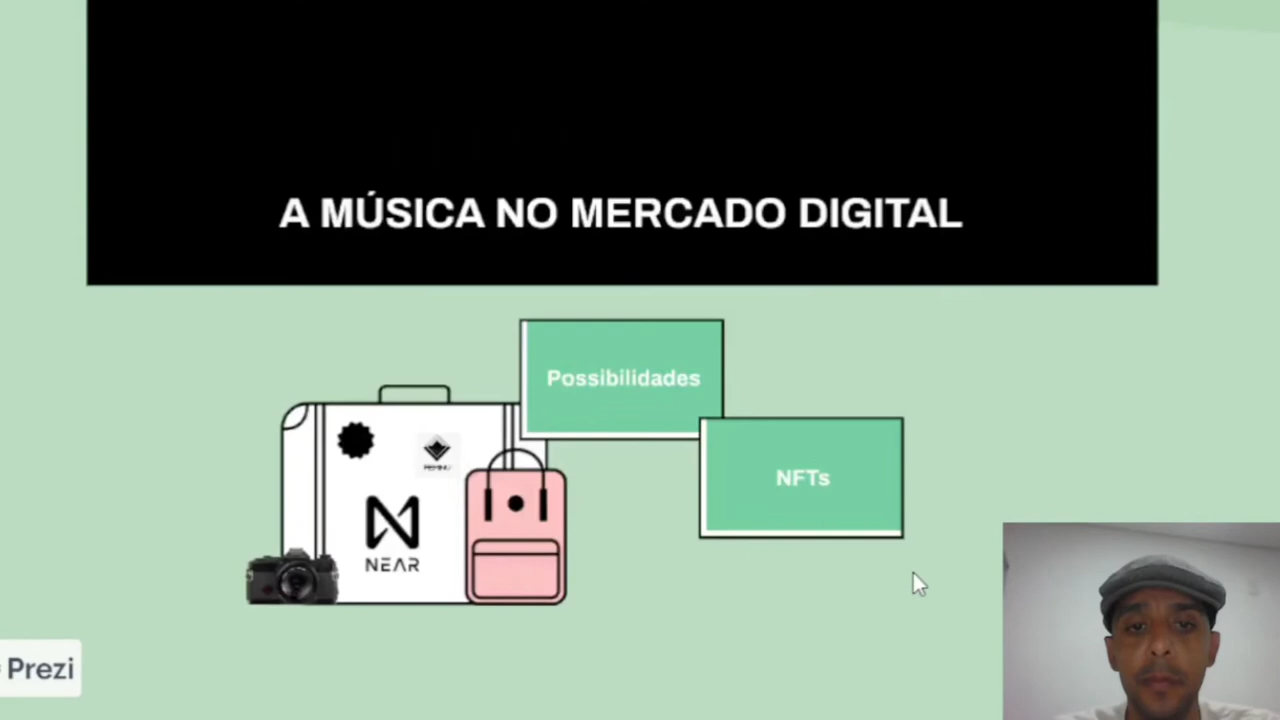 A MÚSICA NO MERCADO DIGITAL
Possibilidades
NFTs
NEAR
Prezi